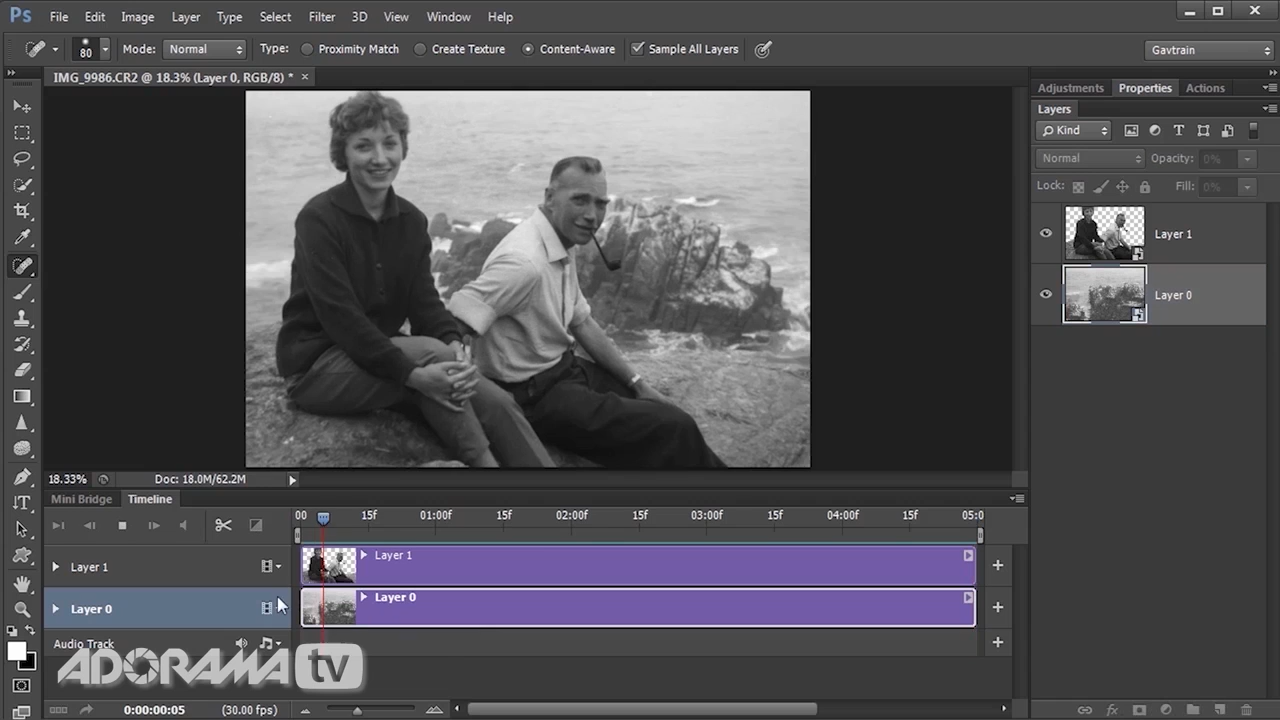 Ps File Edit Image Layer Type Select Filter 3D View Window Help
80 Mode: Normal Type: Proximity Match Create Texture Content-Aware Sample All Layers Gavtrain
IMG_9986.CR2 @ 18.3% (Layer 0, RGB/8) * ×
Adjustments Properties Actions
Layers
Kind
Normal Opacity: 0%
Lock: Fill: 0%
Layer 1
Layer 0
18.33% Doc: 18.0M/62.2M
Mini Bridge Timeline
00 15f 01:00f 15f 02:00f 15f 03:00f 15f 04:00f 15f 05:0
Layer 1 Layer 1
Layer 0 Layer 0
Audio Track
ADORAMA tv
0:00:00:05 (30.00 fps)